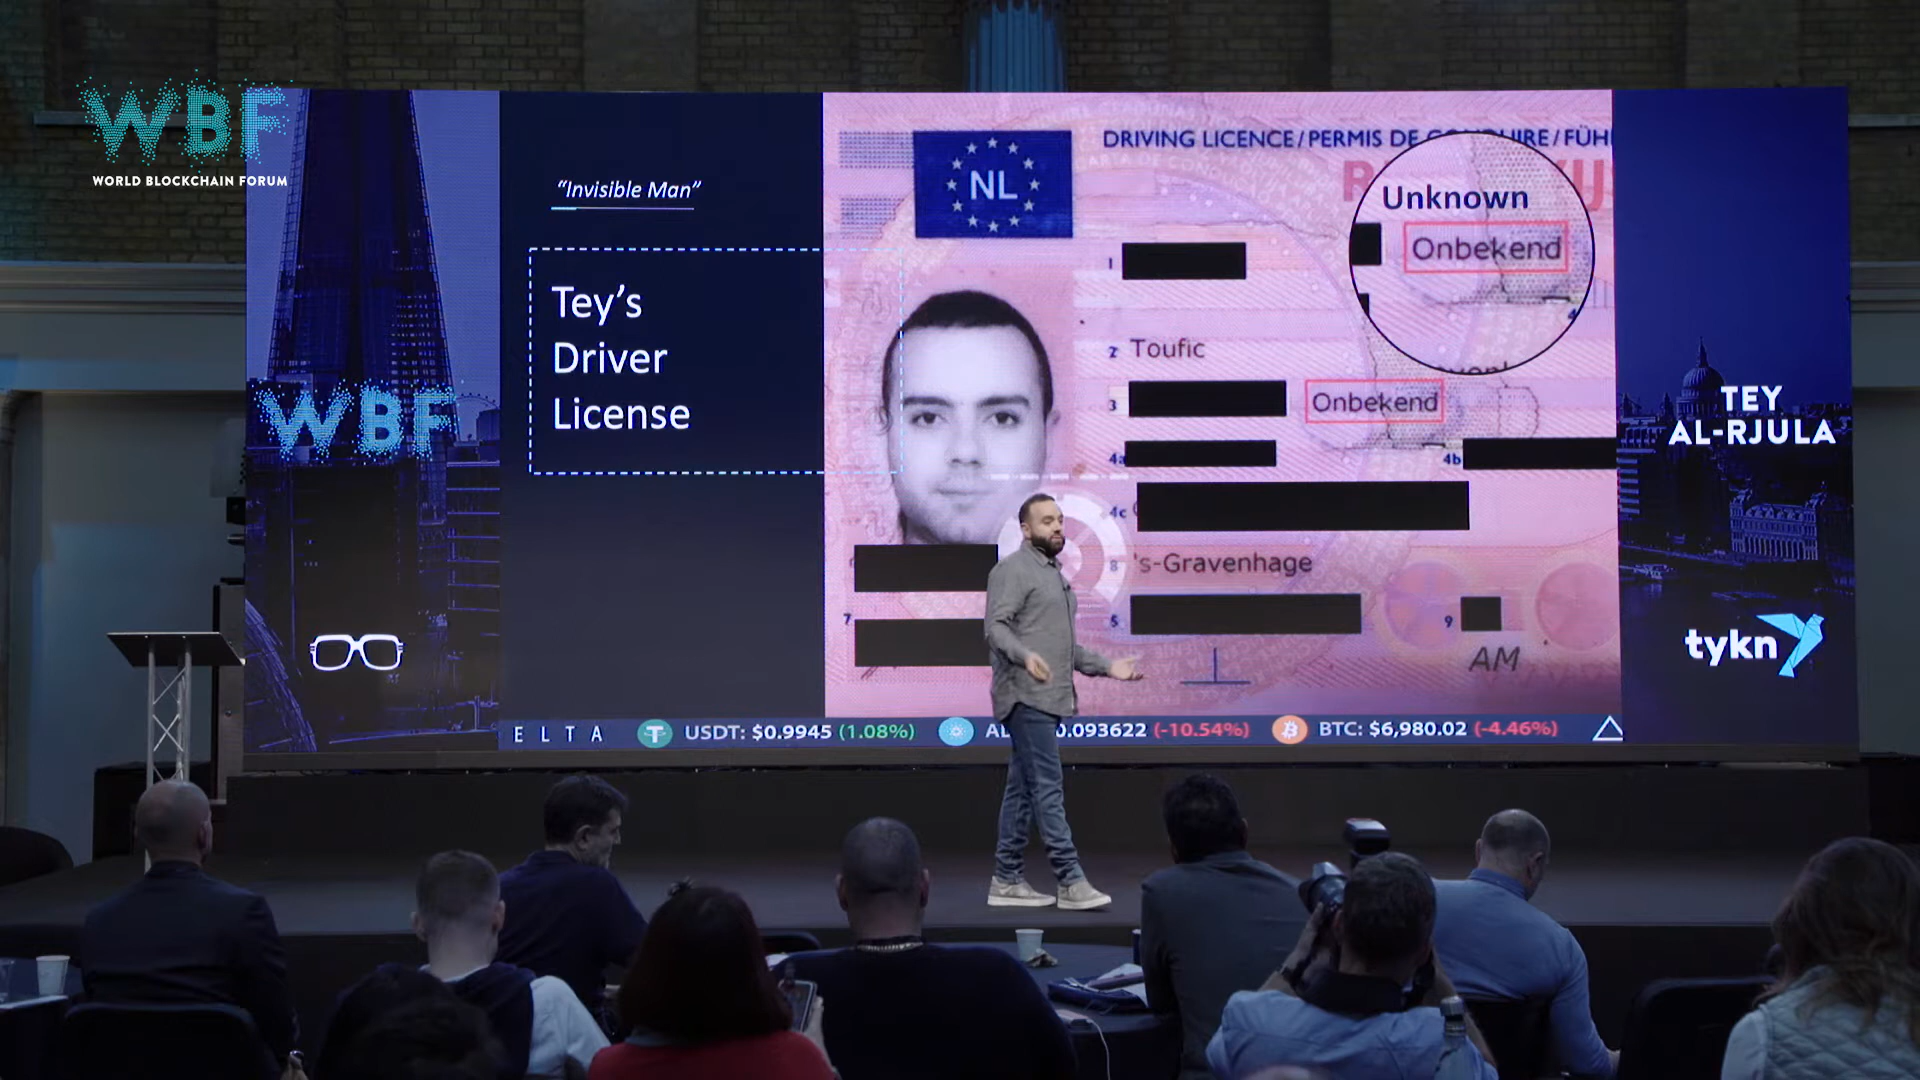 WBF
WORLD BLOCKCHAIN FORUM
"Invisible Man"
Tey's
Driver
License
NL
DRIVING LICENCE/PERMIS DE
Unknown
Onbekend
1
2 Toufic
3 Onbekend
4a
4b
4c
8 's-Gravenhage
7
5
9
AM
WBF
TEY
AL-RJULA
tykn
ELTA USDT: $0.9945 (1.08%) 0.093622 (-10.54%) BTC: $6,980.02 (-4.46%)